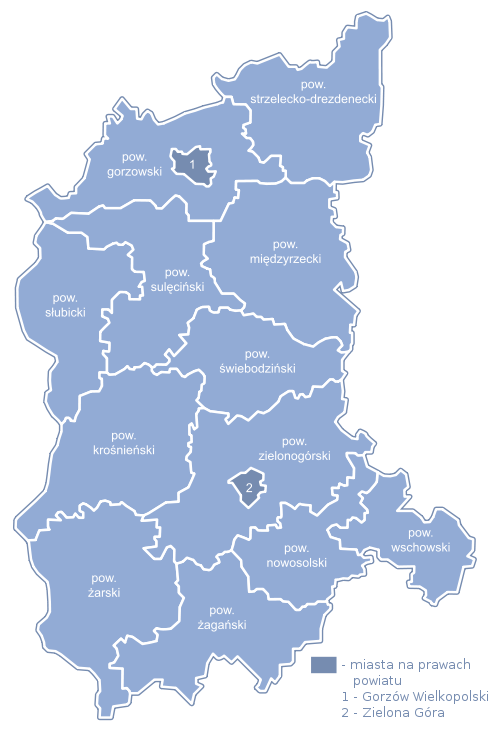 pow.
strzelecko-drezdenecki
pow.
gorzowski
1
pow.
międzyrzecki
pow.
sulęciński
pow.
słubicki
pow.
świebodziński
pow.
krośnieński
pow.
zielonogórski
2
pow.
wschowski
pow.
nowosolski
pow.
żarski
pow.
żagański
- miasta na prawach
powiatu
1 - Gorzów Wielkopolski
2 - Zielona Góra